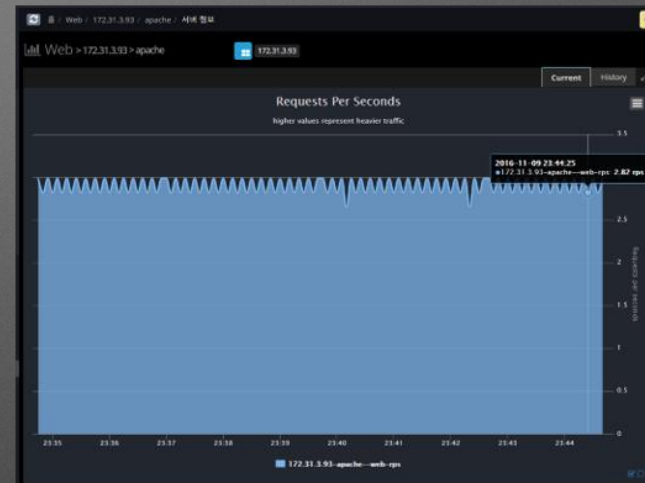 홈 / Web / 172.31.3.93 / apache / 서버 정보
Web > 172.31.3.93 > apache
172.31.3.93
Current
History
Requests Per Seconds
higher values represent heavier traffic
3.5
2016-11-09 23:44:25
172.31.3.93-apache---web-rps: 2.82 rps
2.5
2
1.5
1
0.5
0
Requests per seconds
23:35
23:36
23:37
23:38
23:39
23:40
23:41
23:42
23:43
23:44
172.31.3.93-apache---web-rps